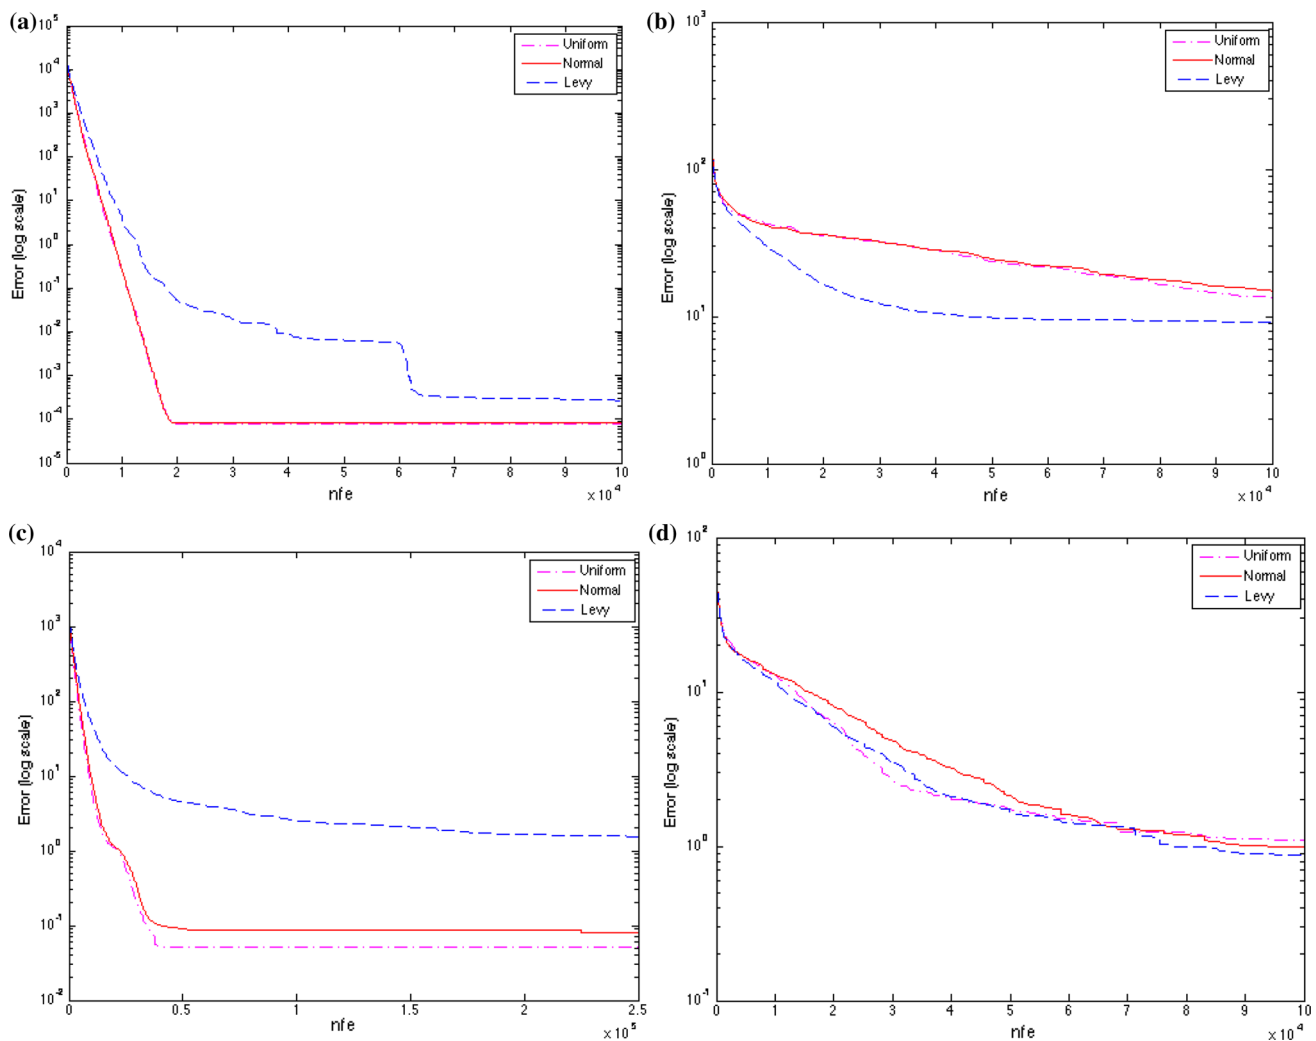 (a)
10^5
10^4
10^3
10^2
10^1
10^0
10^-1
10^-2
10^-3
10^-4
10^-5
Error (log scale)
0 1 2 3 4 5 6 7 8 9 10
nfe
x 10^4
Uniform
Normal
Levy
(b)
10^3
10^2
10^1
10^0
Error (log scale)
0 1 2 3 4 5 6 7 8 9 10
nfe
x 10^4
Uniform
Normal
Levy
(c)
10^4
10^3
10^2
10^1
10^0
10^-1
10^-2
Error (log scale)
0 0.5 1 1.5 2 2.5
nfe
x 10^5
Uniform
Normal
Levy
(d)
10^2
10^1
10^0
10^-1
Error (log scale)
0 1 2 3 4 5 6 7 8 9 10
nfe
x 10^4
Uniform
Normal
Levy